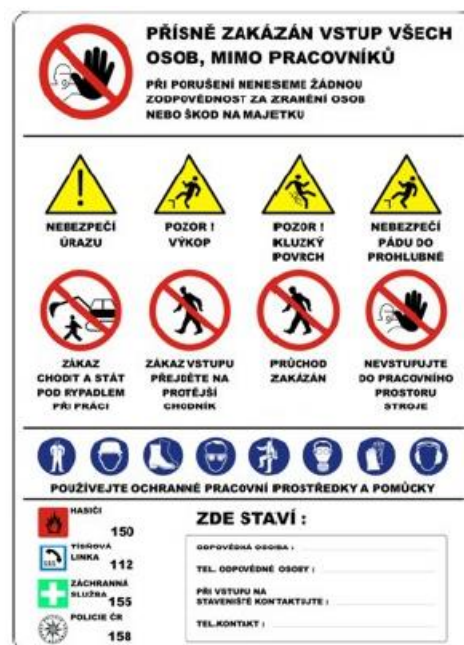 PŘÍSNĚ ZAKÁZÁN VSTUP VŠECH
OSOB, MIMO PRACOVNÍKŮ
PŘI PORUŠENÍ NENESEME ŽÁDNOU
ZODPOVĚDNOST ZA ZRANĚNÍ OSOB
NEBO ŠKOD NA MAJETKU
NEBEZPEČÍ
ÚRAZU
POZOR !
VÝKOP
POZOR !
KLUZKÝ
POVRCH
NEBEZPEČÍ
PÁDU DO
PROHLUBNĚ
ZÁKAZ
CHODIT A STÁT
POD RYPADLEM
PŘI PRÁCI
ZÁKAZ VSTUPU
PŘEJDĚTE NA
PROTĚJŠÍ
CHODNÍK
PRŮCHOD
ZAKÁZÁN
NEVSTUPUJTE
DO PRACOVNÍHO
PROSTORU
STROJE
POUŽÍVEJTE OCHRANNÉ PRACOVNÍ PROSTŘEDKY A POMŮCKY
HASIČI
150
TÍSŇOVÁ
LINKA 112
ZÁCHRANNÁ
SLUŽBA 155
POLICIE ČR
158
ZDE STAVÍ :
ODPOVĚDNÁ OSOBA :
TEL. ODPOVĚDNÉ OSOBY :
PŘI VSTUPU NA
STAVENIŠTĚ KONTAKTUJTE :
TEL.KONTAKT :